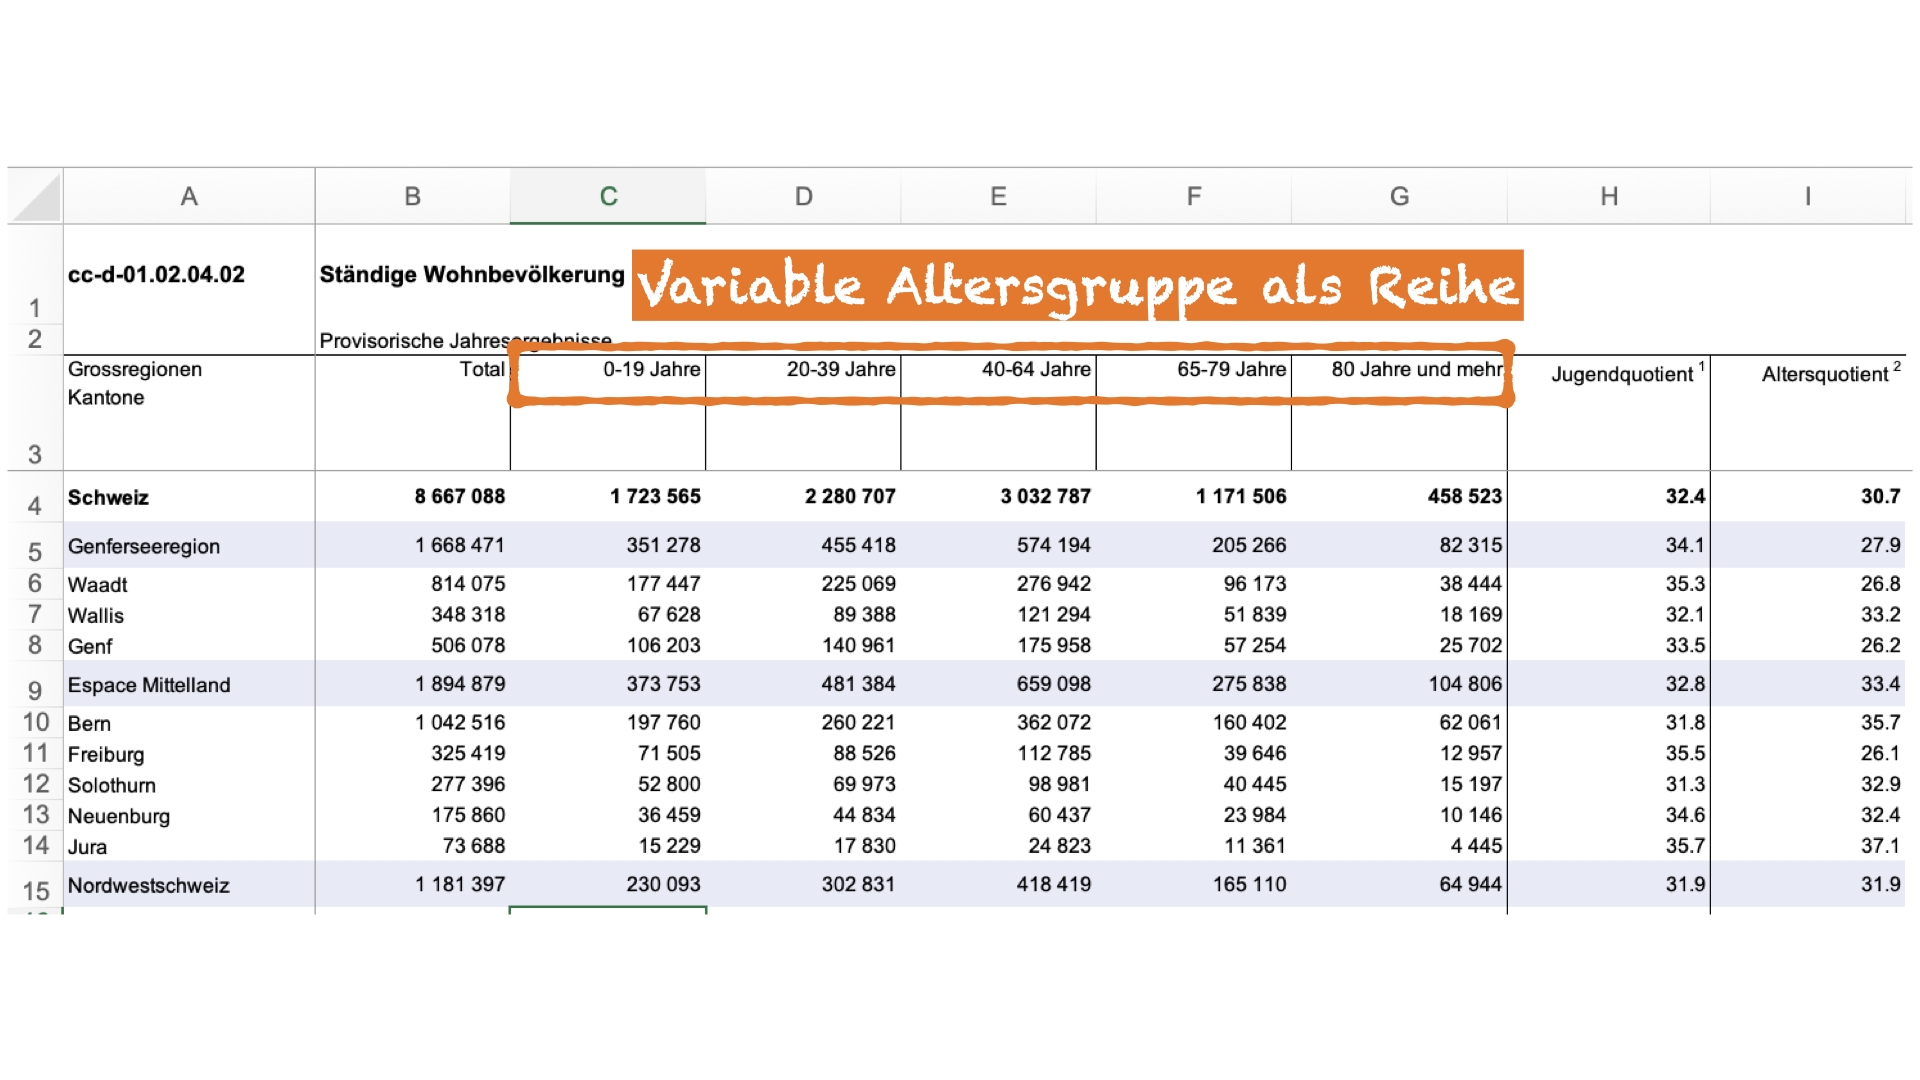 A B C D E F G H I
cc-d-01.02.04.02 Ständige Wohnbevölkerung Variable Altersgruppe als Reihe
1
2 Provisorische Jahresergebnisse
Grossregionen Total 0-19 Jahre 20-39 Jahre 40-64 Jahre 65-79 Jahre 80 Jahre und mehr Jugendquotient 1 Altersquotient 2
Kantone
3
4 Schweiz 8 667 088 1 723 565 2 280 707 3 032 787 1 171 506 458 523 32.4 30.7
5 Genferseeregion 1 668 471 351 278 455 418 574 194 205 266 82 315 34.1 27.9
6 Waadt 814 075 177 447 225 069 276 942 96 173 38 444 35.3 26.8
7 Wallis 348 318 67 628 89 388 121 294 51 839 18 169 32.1 33.2
8 Genf 506 078 106 203 140 961 175 958 57 254 25 702 33.5 26.2
9 Espace Mittelland 1 894 879 373 753 481 384 659 098 275 838 104 806 32.8 33.4
10 Bern 1 042 516 197 760 260 221 362 072 160 402 62 061 31.8 35.7
11 Freiburg 325 419 71 505 88 526 112 785 39 646 12 957 35.5 26.1
12 Solothurn 277 396 52 800 69 973 98 981 40 445 15 197 31.3 32.9
13 Neuenburg 175 860 36 459 44 834 60 437 23 984 10 146 34.6 32.4
14 Jura 73 688 15 229 17 830 24 823 11 361 4 445 35.7 37.1
15 Nordwestschweiz 1 181 397 230 093 302 831 418 419 165 110 64 944 31.9 31.9